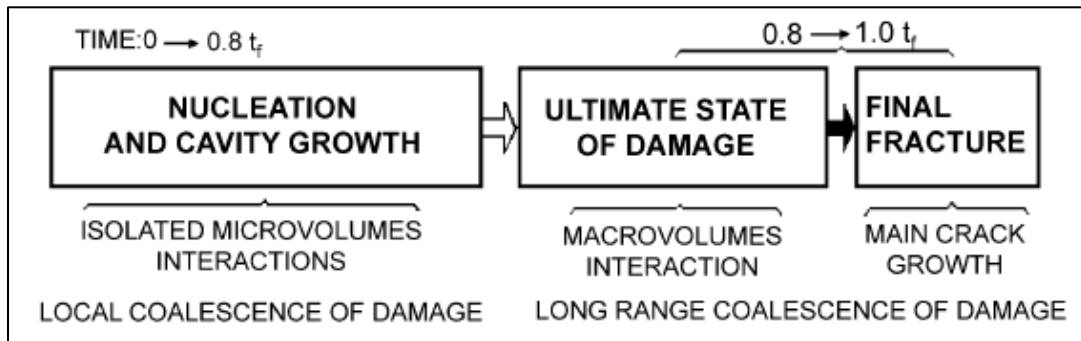 TIME:0 → 0.8 tf
0.8 → 1.0 tf
NUCLEATION
AND CAVITY GROWTH
ULTIMATE STATE
OF DAMAGE
FINAL
FRACTURE
ISOLATED MICROVOLUMES
INTERACTIONS
MACROVOLUMES
INTERACTION
MAIN CRACK
GROWTH
LOCAL COALESCENCE OF DAMAGE
LONG RANGE COALESCENCE OF DAMAGE